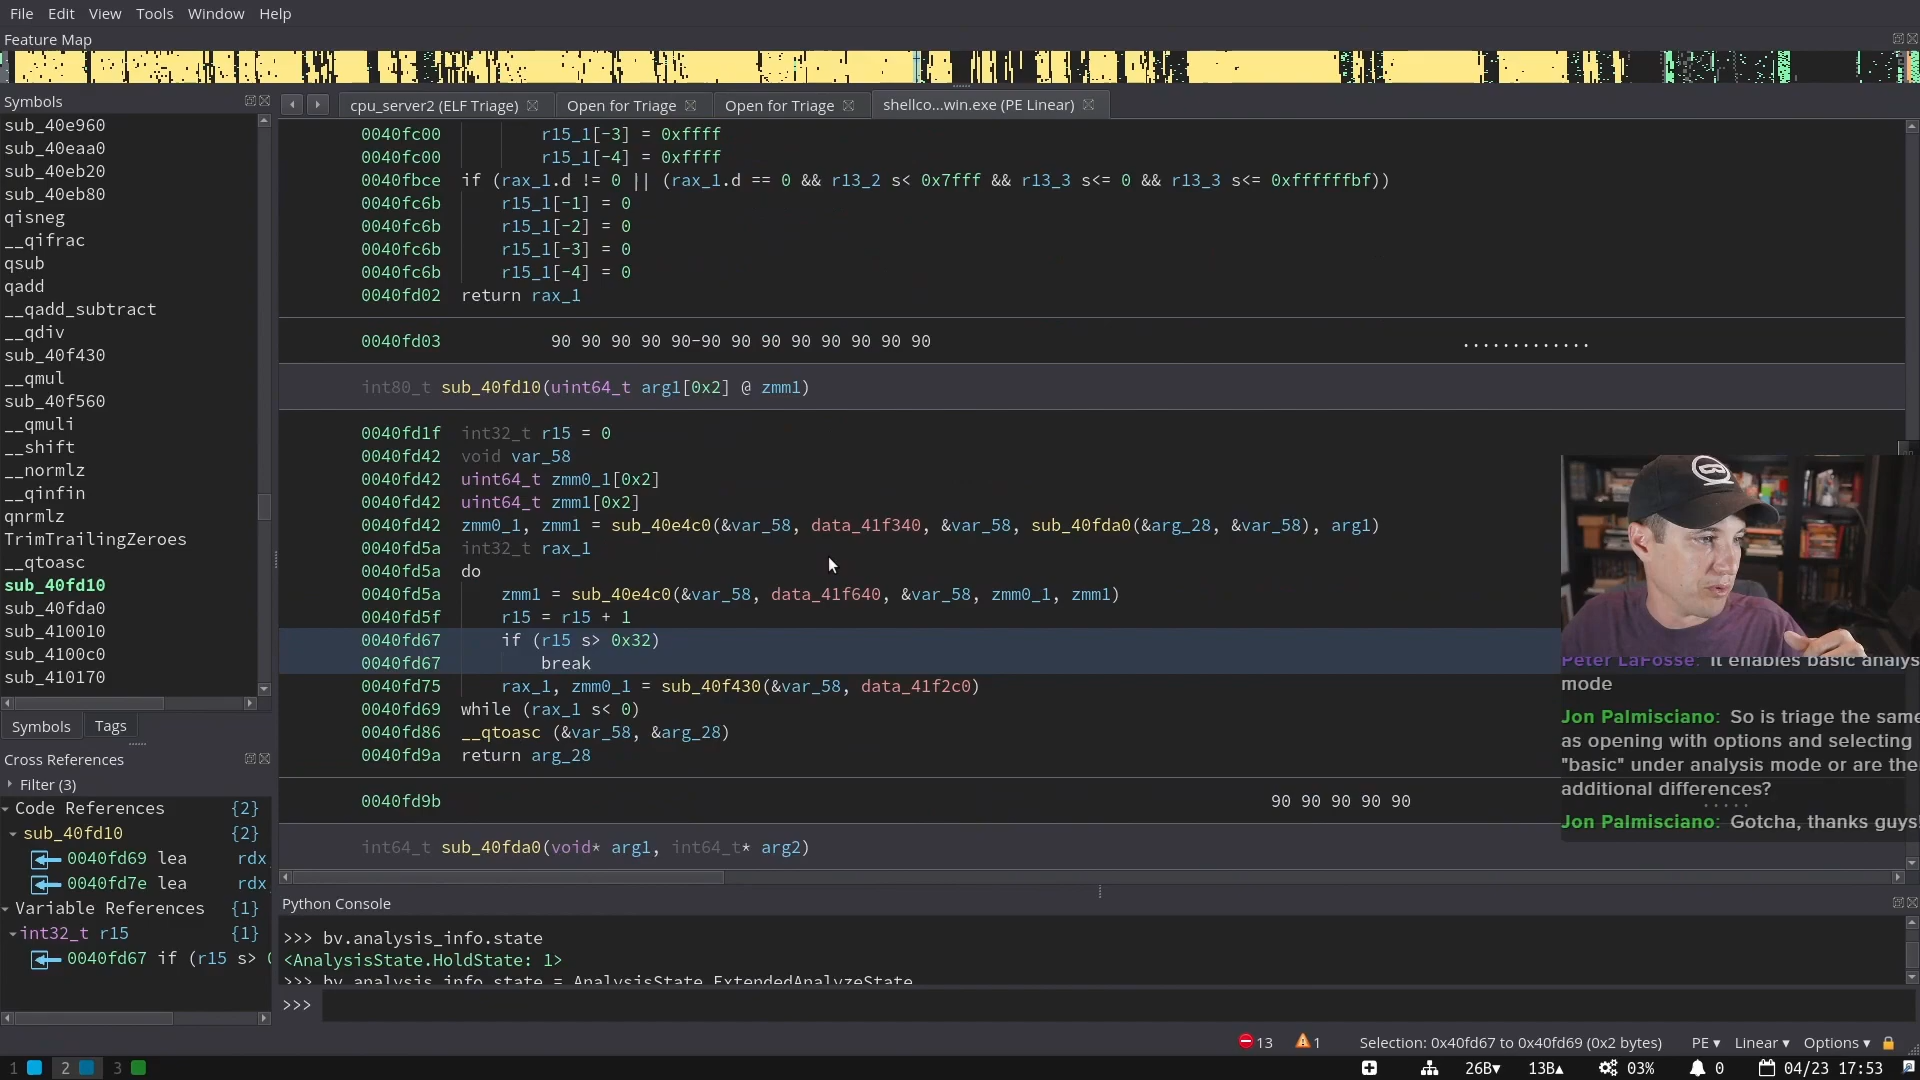 File Edit View Tools Window Help
Feature Map
Symbols
sub_40e960
sub_40eaa0
sub_40eb20
sub_40eb80
qisneg
__qifrac
qsub
qadd
__qadd_subtract
__qdiv
sub_40f430
__qmul
sub_40f560
__qmuli
__shift
__normlz
__qinfin
qnrmlz
TrimTrailingZeroes
__qtoasc
sub_40fd10
sub_40fda0
sub_410010
sub_4100c0
sub_410170
Symbols Tags
Cross References
Filter (3)
Code References {2}
sub_40fd10 {2}
0040fd69 lea rdx
0040fd7e lea rdx
Variable References {1}
int32_t r15 {1}
0040fd67 if (r15 s>
cpu_server2 (ELF Triage) Open for Triage Open for Triage shellco...win.exe (PE Linear)
0040fc00 r15_1[-3] = 0xffff
0040fc00 r15_1[-4] = 0xffff
0040fbce if (rax_1.d != 0 || (rax_1.d == 0 && r13_2 s< 0x7fff && r13_3 s<= 0 && r13_3 s<= 0xffffffbf))
0040fc6b r15_1[-1] = 0
0040fc6b r15_1[-2] = 0
0040fc6b r15_1[-3] = 0
0040fc6b r15_1[-4] = 0
0040fd02 return rax_1
0040fd03 90 90 90 90 90-90 90 90 90 90 90 90 90 .............
int80_t sub_40fd10(uint64_t arg1[0x2] @ zmm1)
0040fd1f int32_t r15 = 0
0040fd42 void var_58
0040fd42 uint64_t zmm0_1[0x2]
0040fd42 uint64_t zmm1[0x2]
0040fd42 zmm0_1, zmm1 = sub_40e4c0(&var_58, data_41f340, &var_58, sub_40fda0(&arg_28, &var_58), arg1)
0040fd5a int32_t rax_1
0040fd5a do
0040fd5a zmm1 = sub_40e4c0(&var_58, data_41f640, &var_58, zmm0_1, zmm1)
0040fd5f r15 = r15 + 1
0040fd67 if (r15 s> 0x32)
0040fd67 break
0040fd75 rax_1, zmm0_1 = sub_40f430(&var_58, data_41f2c0)
0040fd69 while (rax_1 s< 0)
0040fd86 __qtoasc (&var_58, &arg_28)
0040fd9a return arg_28
0040fd9b 90 90 90 90 90
int64_t sub_40fda0(void* arg1, int64_t* arg2)
Peter LaFosse: It enables basic analys
mode
Jon Palmisciano: So is triage the same
as opening with options and selecting
"basic" under analysis mode or are the
additional differences?
.....
Jon Palmisciano: Gotcha, thanks guys!
Python Console
>>> bv.analysis_info.state
<AnalysisState.HoldState: 1>
>>> bv.analysis_info.state = AnalysisState.ExtendedAnalyzeState
>>>
13 1 Selection: 0x40fd67 to 0x40fd69 (0x2 bytes) PE Linear Options
1 2 3 26B 13B 03% 0 04/23 17:53